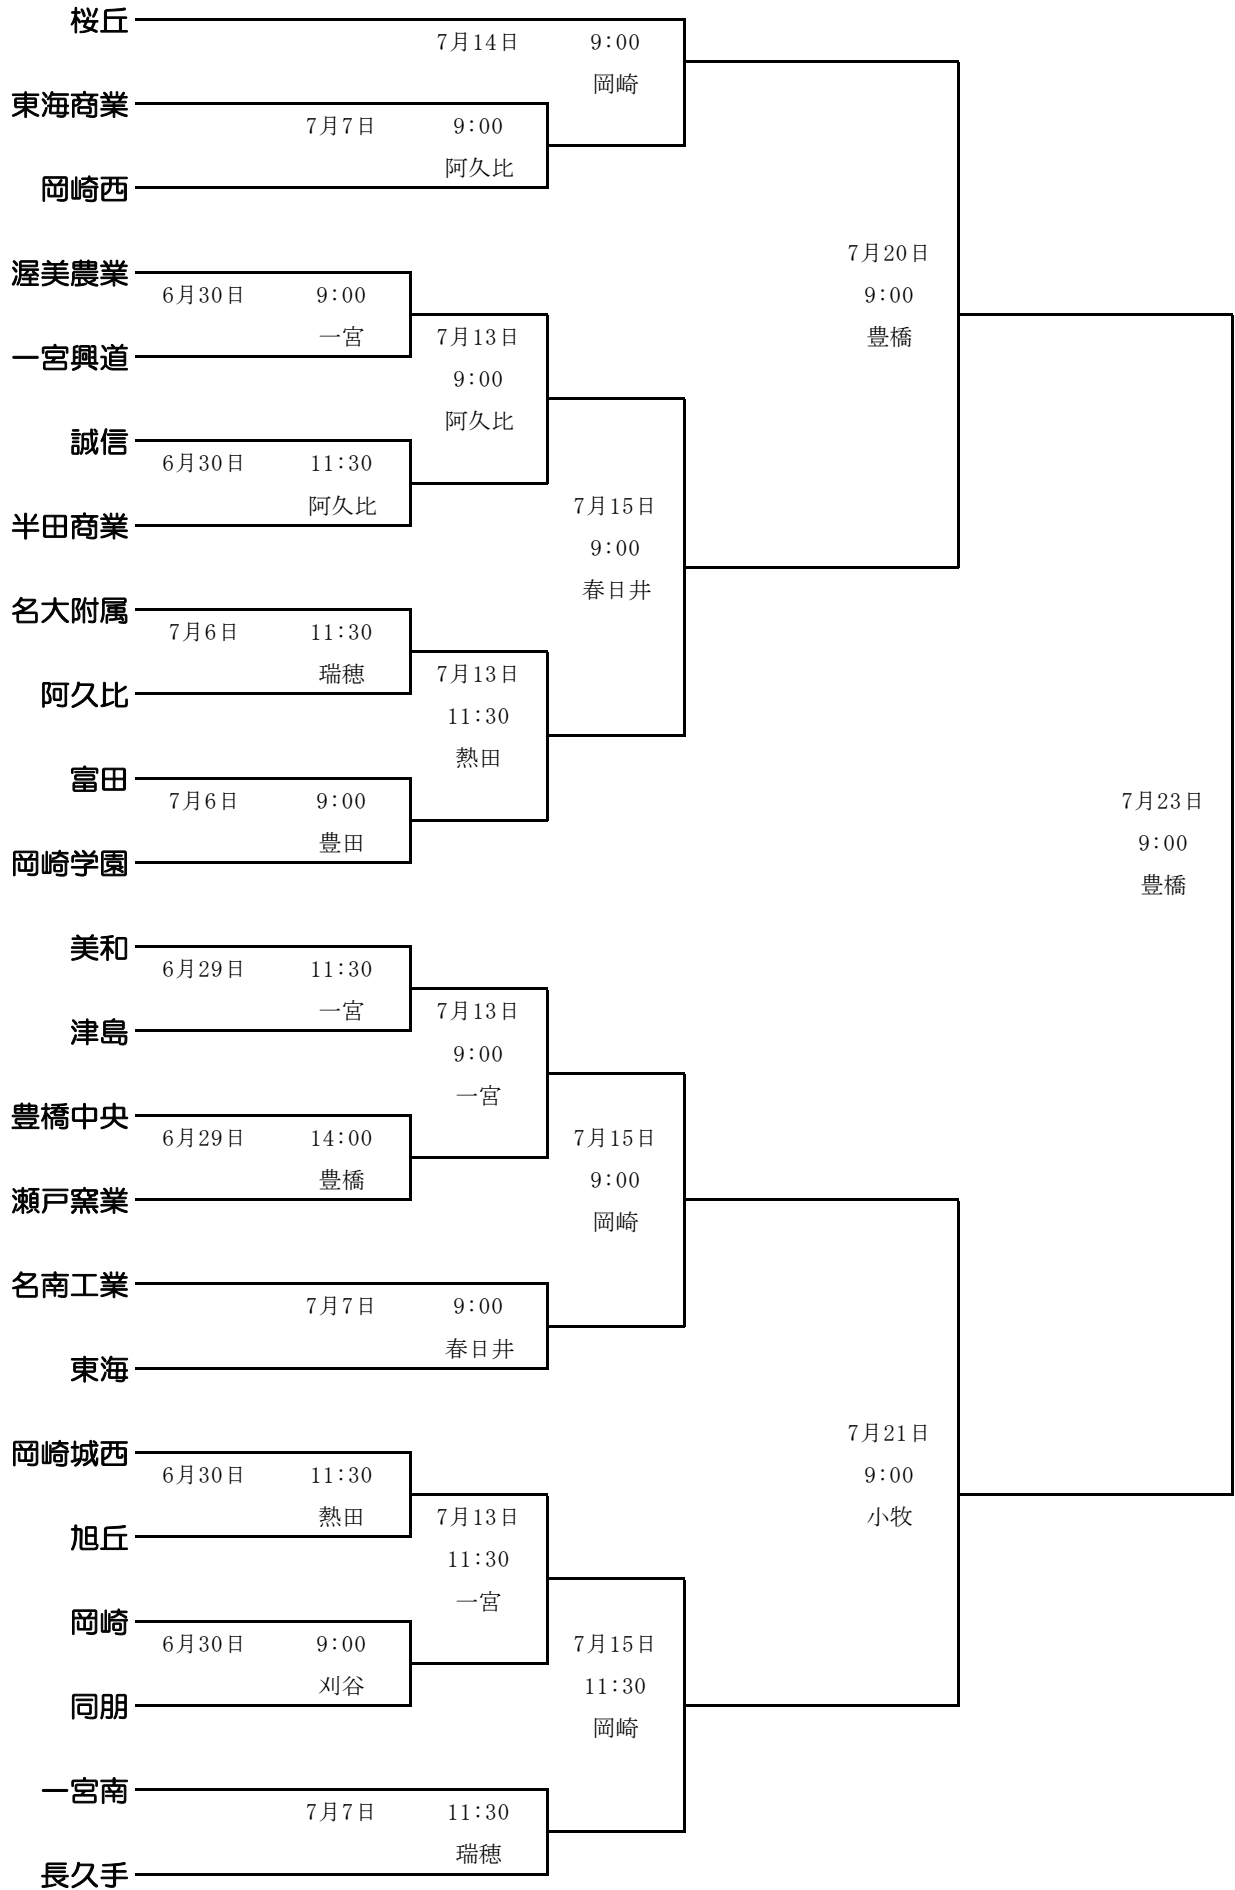 桜丘
7月14日 9:00
岡崎
東海商業
7月7日 9:00
阿久比
岡崎西
7月20日
9:00
豊橋
渥美農業
6月30日 9:00
一宮
一宮興道
7月13日
9:00
阿久比
誠信
6月30日 11:30
阿久比
半田商業
7月15日
9:00
春日井
名大附属
7月6日 11:30
瑞穂
阿久比
7月13日
11:30
熱田
富田
7月6日 9:00
豊田
岡崎学園
7月23日
9:00
豊橋
美和
6月29日 11:30
一宮
津島
7月13日
9:00
一宮
豊橋中央
6月29日 14:00
豊橋
瀬戸窯業
7月15日
9:00
岡崎
名南工業
7月7日 9:00
春日井
東海
7月21日
9:00
小牧
岡崎城西
6月30日 11:30
熱田
旭丘
7月13日
11:30
一宮
岡崎
6月30日 9:00
刈谷
同朋
7月15日
11:30
岡崎
一宮南
7月7日 11:30
瑞穂
長久手